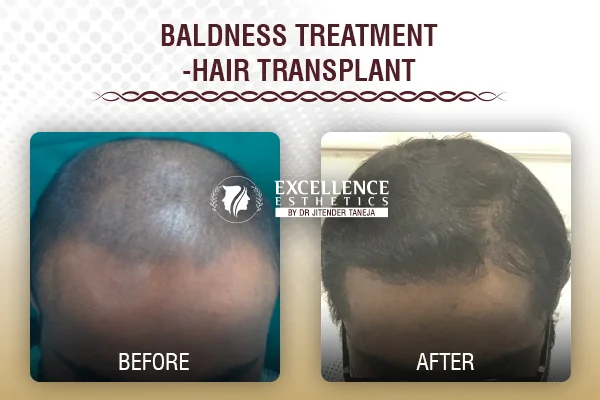 BALDNESS TREATMENT
-HAIR TRANSPLANT
EXCELLENCE
ESTHETICS
BY DR JITENDER TANEJA
BEFORE
AFTER